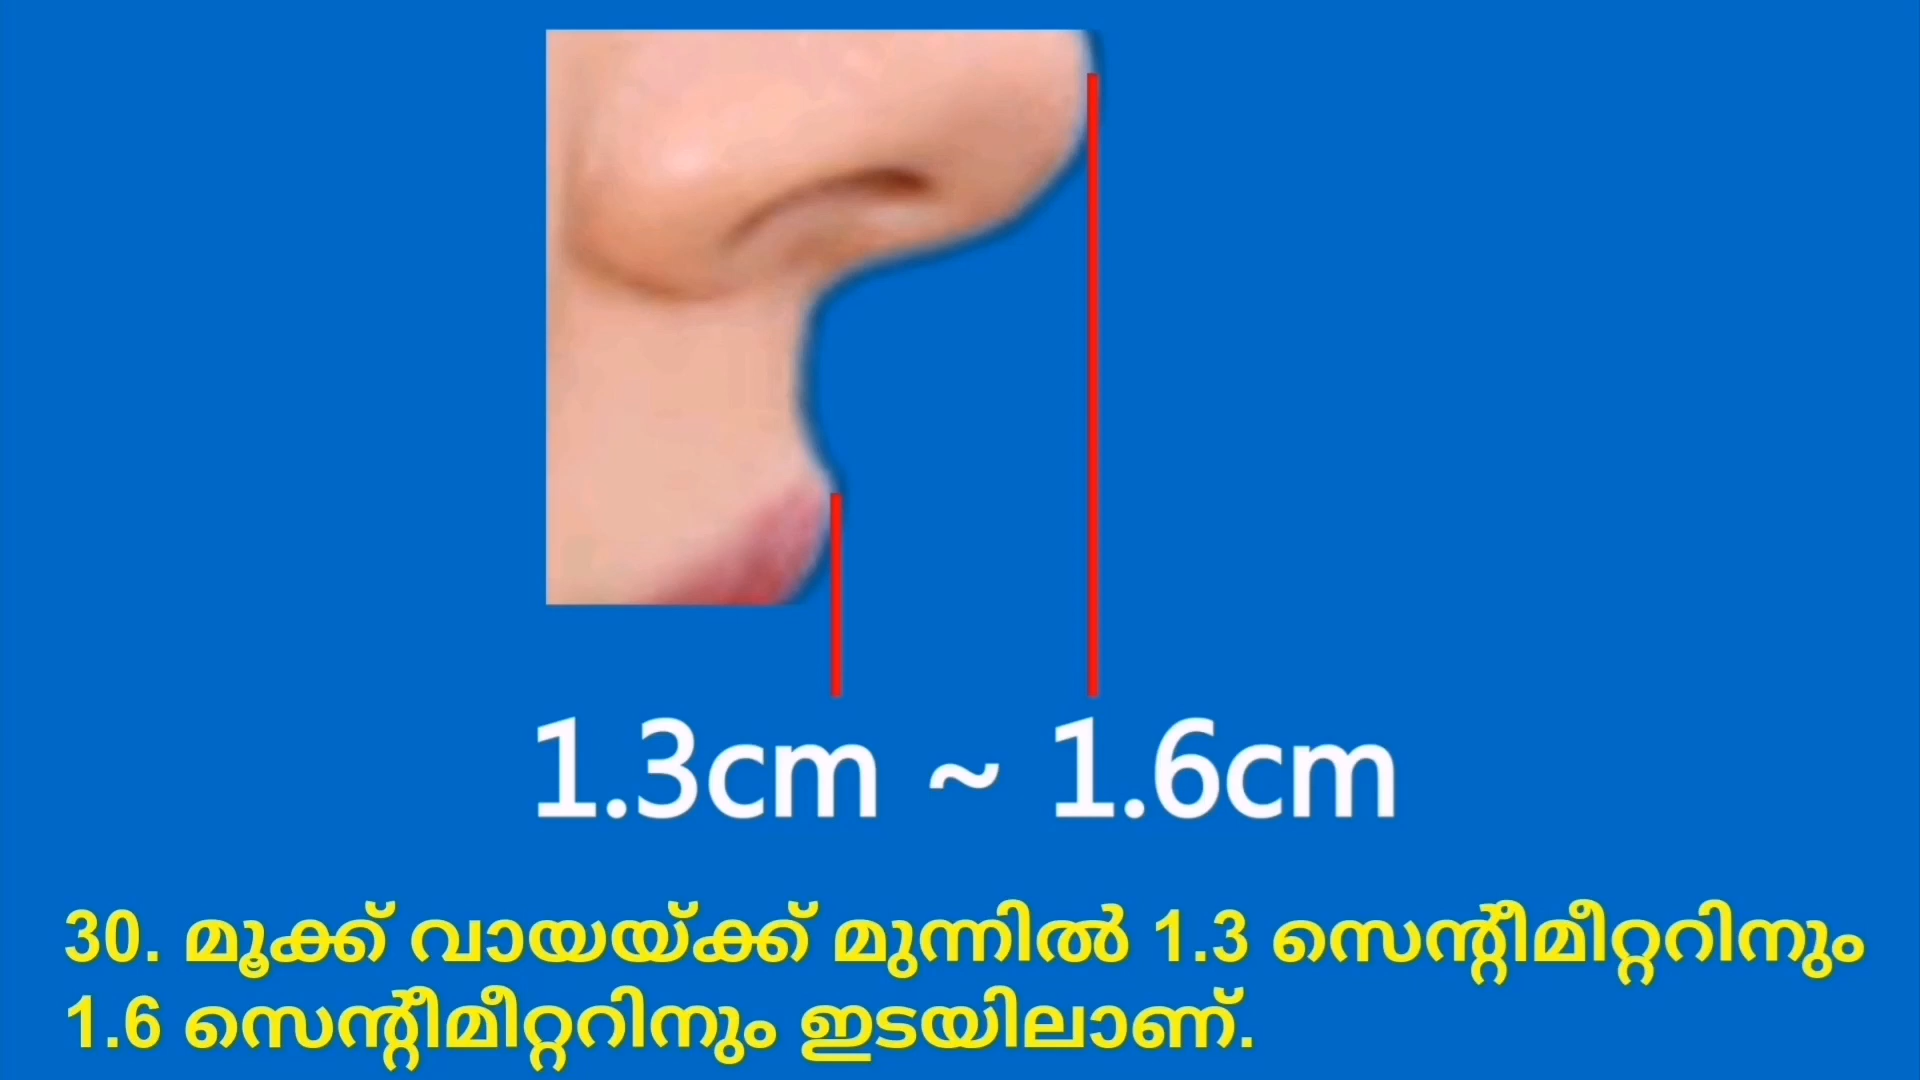 1.3cm ~ 1.6cm
30. മൂക്ക് വായയ്ക്ക് മുന്നിൽ 1.3 സെന്റീമീറ്ററിനും
1.6 സെന്റീമീറ്ററിനും ഇടയിലാണ്.